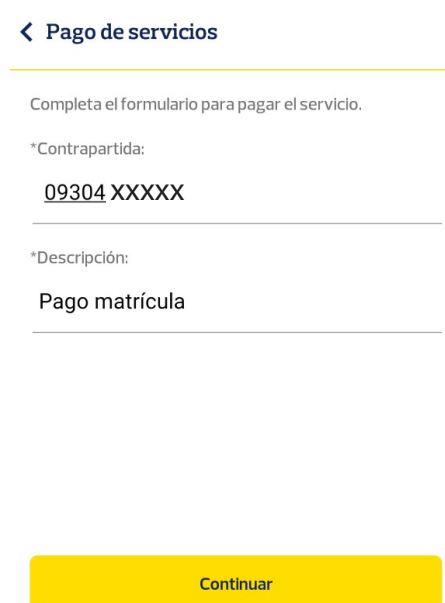 Pago de servicios
Completa el formulario para pagar el servicio.
*Contrapartida:
09304 XXXXX
*Descripción:
Pago matrícula
Continuar